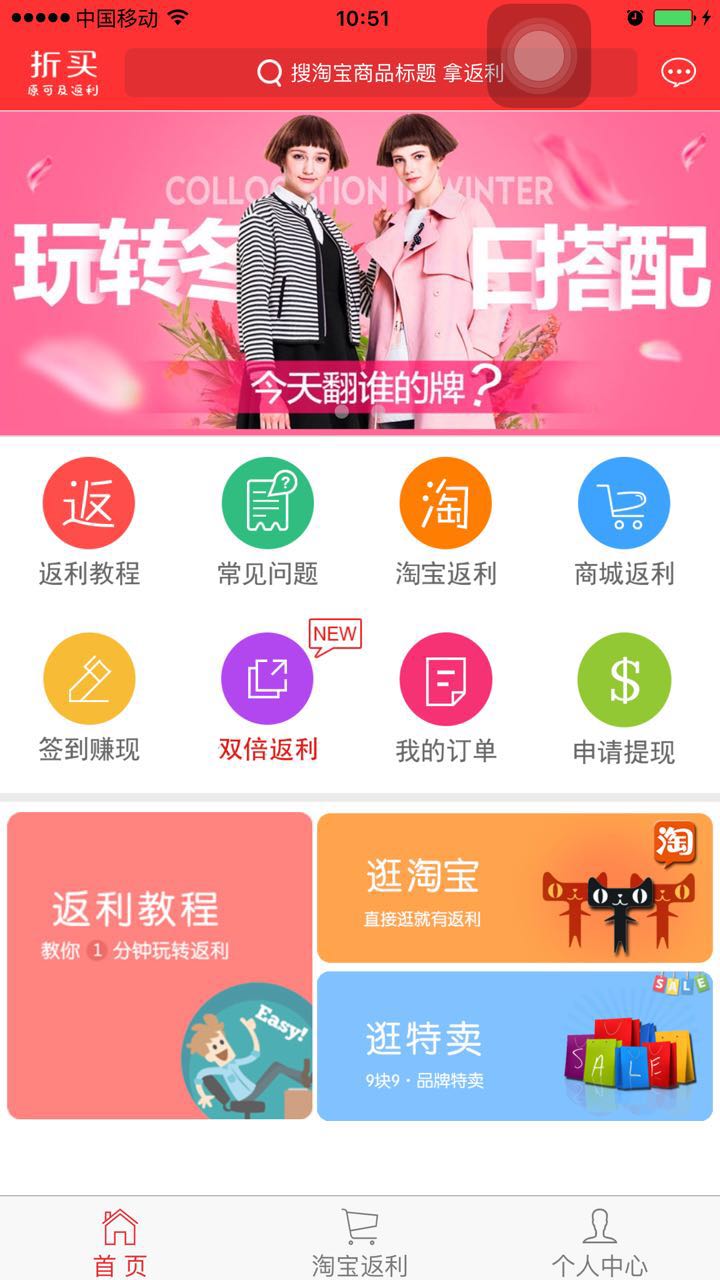 中国移动
10:51
折买
搜淘宝商品标题 拿返利
COLLOCATION IN WINTER
玩转冬
日搭配
今天翻谁的牌?
返
淘
返利教程
常见问题
淘宝返利
商城返利
NEW
$
签到赚现
双倍返利
我的订单
申请提现
返利教程
教你 1 分钟玩转返利
Easy!
逛淘宝
淘
直接逛就有返利
SALE
逛特卖
9块9·品牌特卖
SALE
首页
淘宝返利
个人中心